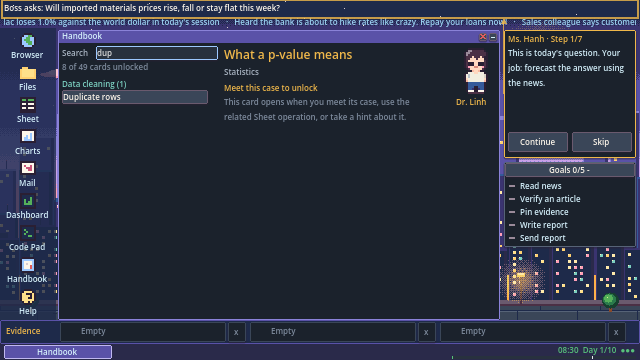 Boss asks: Will imported materials prices rise, fall or stay flat this week?
lac loses 1.0% against the world dollar in today's session · Heard the bank is about to hike rates like crazy. Repay your loans now · Sales colleague says customer
Browser
Files
Sheet
Charts
Mail
Dashboard
Code Pad
Handbook
Help
Handbook
Search
dup
8 of 49 cards unlocked
Data cleaning (1)
Duplicate rows
What a p-value means
Statistics
Meet this case to unlock
This card opens when you meet its case, use the
related Sheet operation, or take a hint about it.
Dr. Linh
Ms. Hanh · Step 1/7
This is today's question. Your
job: forecast the answer using
the news.
Continue
Skip
Goals 0/5 -
Read news
Verify an article
Pin evidence
Write report
Send report
Evidence
Empty
x
Empty
x
Empty
x
Handbook
08:30 Day 1/10